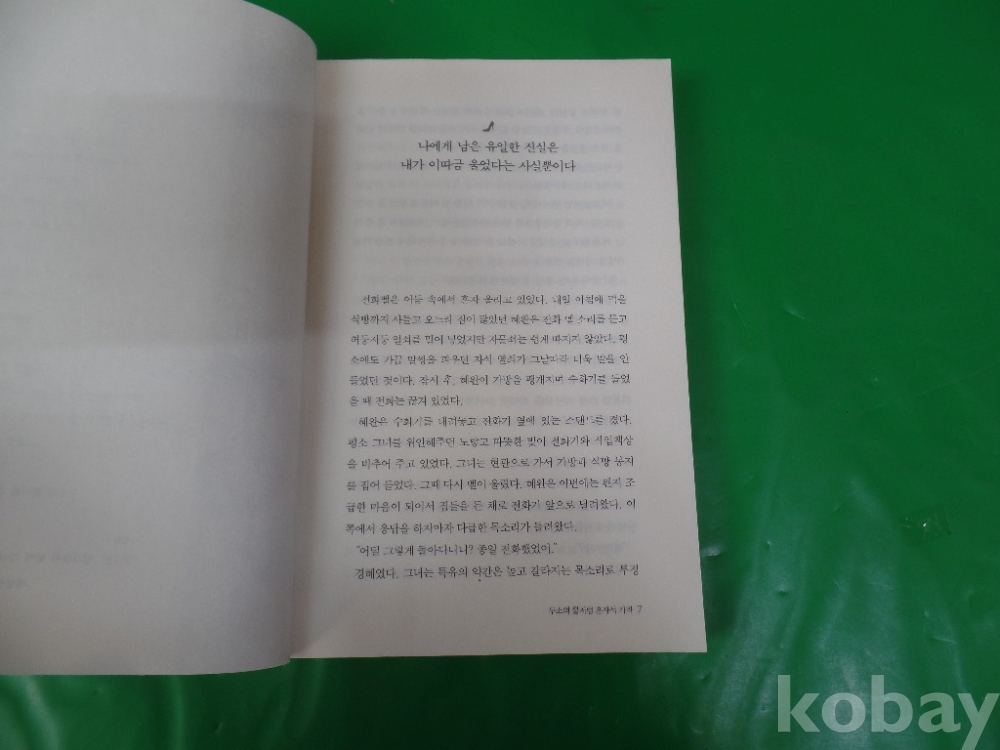 나에게 남은 유일한 진실은
내가 이따금 울었다는 사실뿐이다
전화벨은 어둠 속에서 혼자 울리고 있었다. 내일 아침에 먹을
식빵까지 사들고 오느라 짐이 많았던 혜완은 전화 벨 소리를 듣고
허둥지둥 열쇠를 밀어 넣었지만 자물쇠는 쉽게 따지지 않았다. 평
소에도 가끔 말썽을 피우던 자식 열쇠가 그날따라 더욱 말을 안
들었던 것이다. 잠시 후, 혜완이 가방을 팽개치며 수화기를 들었
을 때 전화는 끊겨 있었다.
혜완은 수화기를 내려놓고 전화기 옆에 있는 스탠드를 켰다.
평소 그녀를 위안해주던 노랗고 따뜻한 빛이 전화기와 식입책상
을 비추어 주고 있었다. 그녀는 현관으로 가서 가방과 식빵 봉지
를 집어 들었다. 그때 다시 벨이 울렸다. 혜완은 이번에는 왠지 조
급한 마음이 되어서 짐들을 든 채로 전화기 앞으로 달려왔다. 이
쪽에서 응답을 하자마자 다급한 목소리가 들려왔다.
“어딜 그렇게 돌아다니니? 종일 전화했었어.”
경혜였다. 그녀는 특유의 약간은 높고 갈라지는 목소리로 투정
무소의 뿔처럼 혼자서 가라 7
kobay